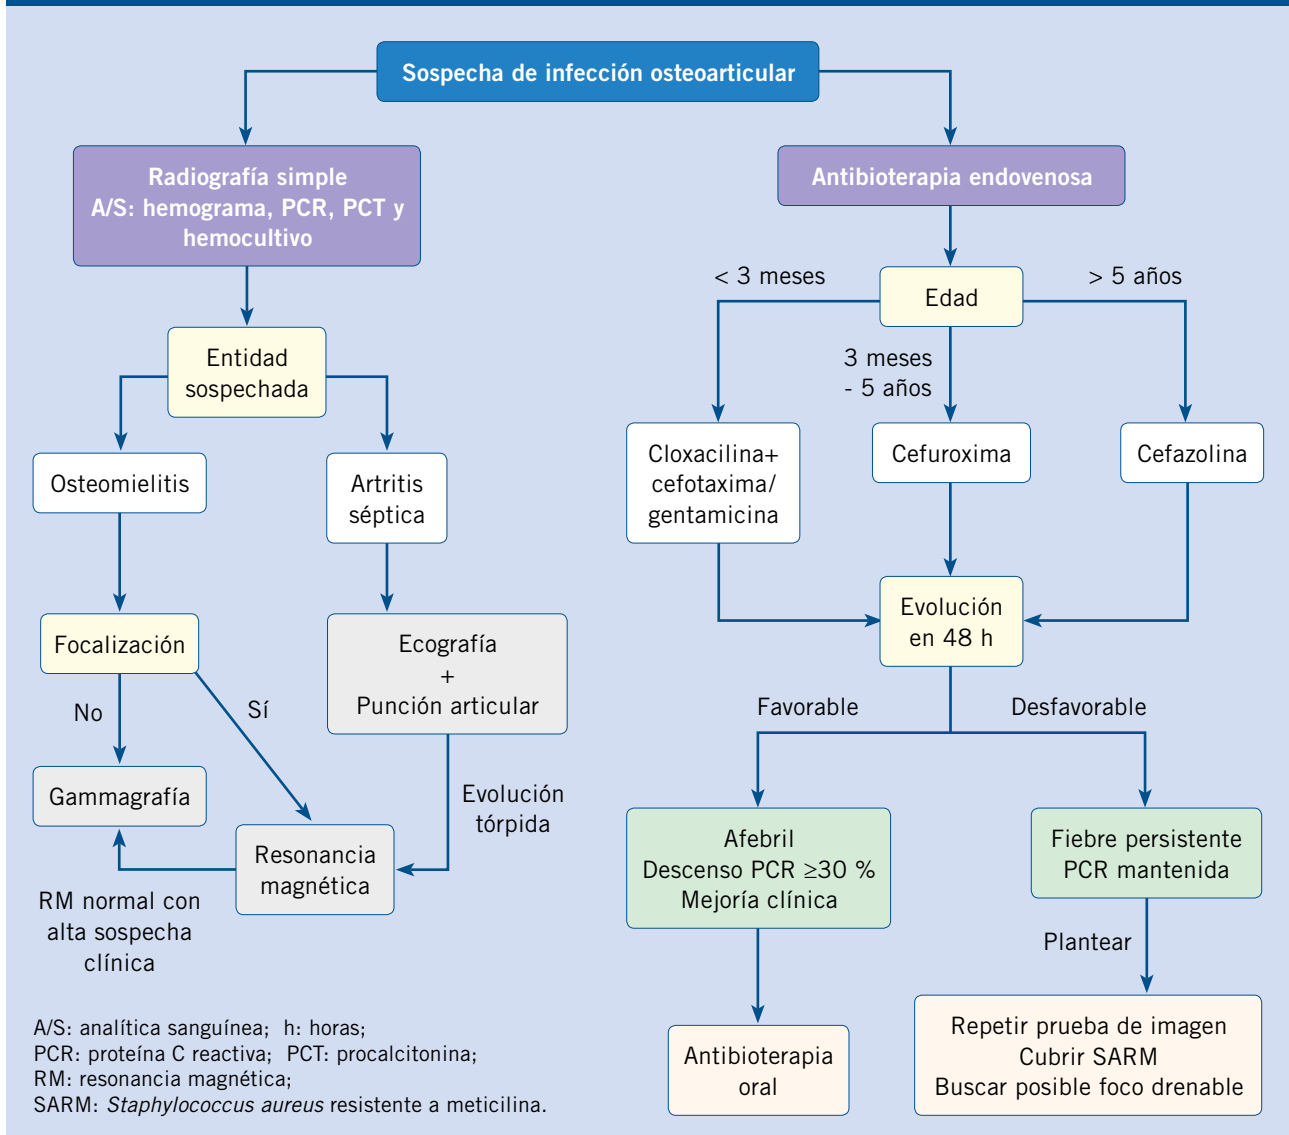 Sospecha de infección osteoarticular
Radiografía simple
A/S: hemograma, PCR, PCT y
hemocultivo
Entidad
sospechada
Osteomielitis
Artritis
séptica
Focalización
No
Sí
Ecografía
+
Punción articular
Gammagrafía
Evolución
tórpida
Resonancia
magnética
RM normal con
alta sospecha
clínica
Antibioterapia endovenosa
Edad
< 3 meses
3 meses
- 5 años
> 5 años
Cloxacilina+
cefotaxima/
gentamicina
Cefuroxima
Cefazolina
Evolución
en 48 h
Favorable
Desfavorable
Afebril
Descenso PCR ≥30 %
Mejoría clínica
Fiebre persistente
PCR mantenida
Plantear
Antibioterapia
oral
Repetir prueba de imagen
Cubrir SARM
Buscar posible foco drenable
A/S: analítica sanguínea; h: horas;
PCR: proteína C reactiva; PCT: procalcitonina;
RM: resonancia magnética;
SARM: Staphylococcus aureus resistente a meticilina.